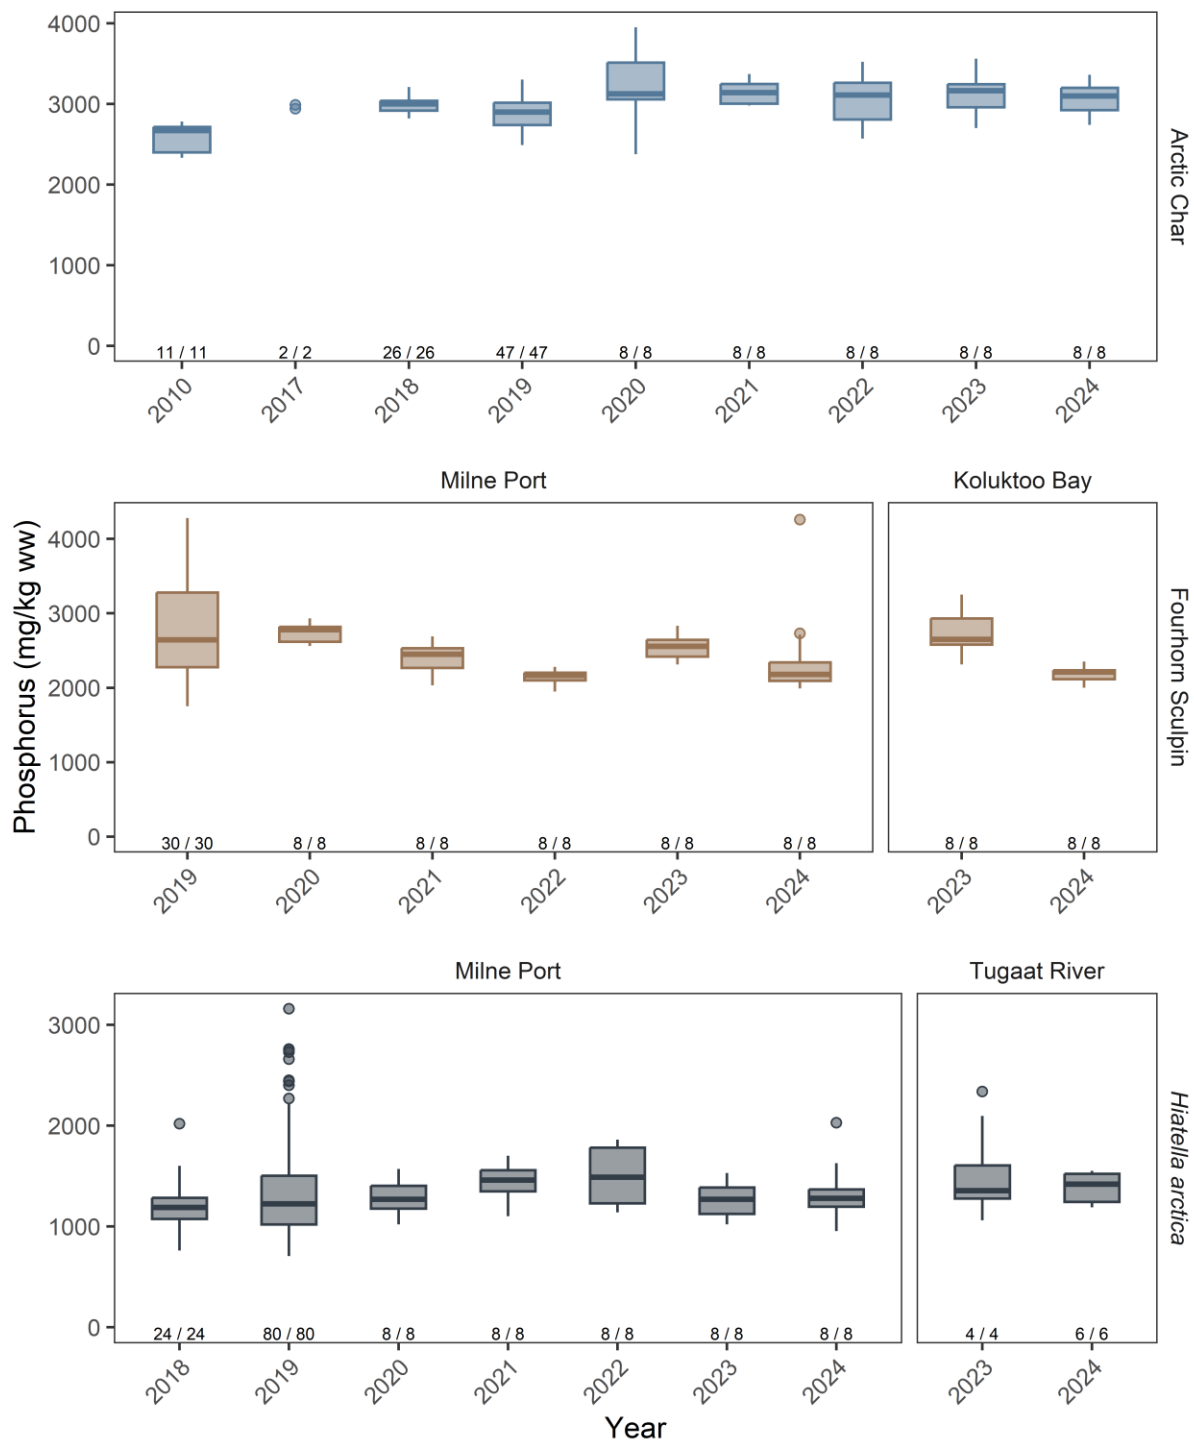 4000
3000
2000
1000
0
11 / 11 2 / 2 26 / 26 47 / 47 8 / 8 8 / 8 8 / 8 8 / 8 8 / 8
2010 2017 2018 2019 2020 2021 2022 2023 2024
Arctic Char
Phosphorus (mg/kg ww)
Milne Port Koluktoo Bay
4000
3000
2000
1000
0
30 / 30 8 / 8 8 / 8 8 / 8 8 / 8 8 / 8 8 / 8 8 / 8
2019 2020 2021 2022 2023 2024 2023 2024
Fourhorn Sculpin
Milne Port Tugaat River
3000
2000
1000
0
24 / 24 80 / 80 8 / 8 8 / 8 8 / 8 8 / 8 8 / 8 4 / 4 6 / 6
2018 2019 2020 2021 2022 2023 2024 2023 2024
Hiatella arctica
Year